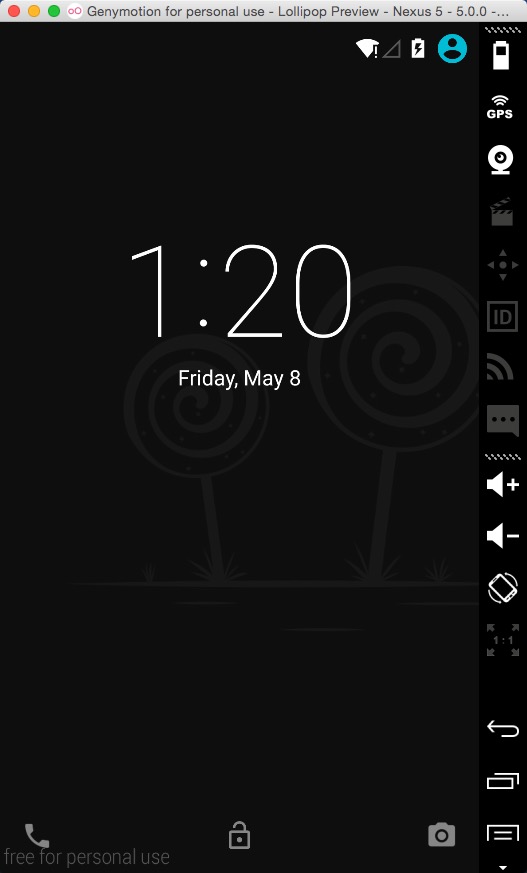 Genymotion for personal use - Lollipop Preview - Nexus 5 - 5.0.0 -...
GPS
1:20
Friday, May 8
ID
1:1
free for personal use